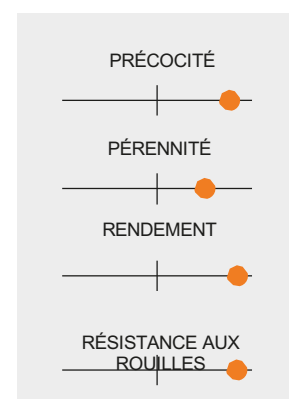 PRÉCOCITÉ
PÉRENNITÉ
RENDEMENT
RÉSISTANCE AUX
ROUILLES